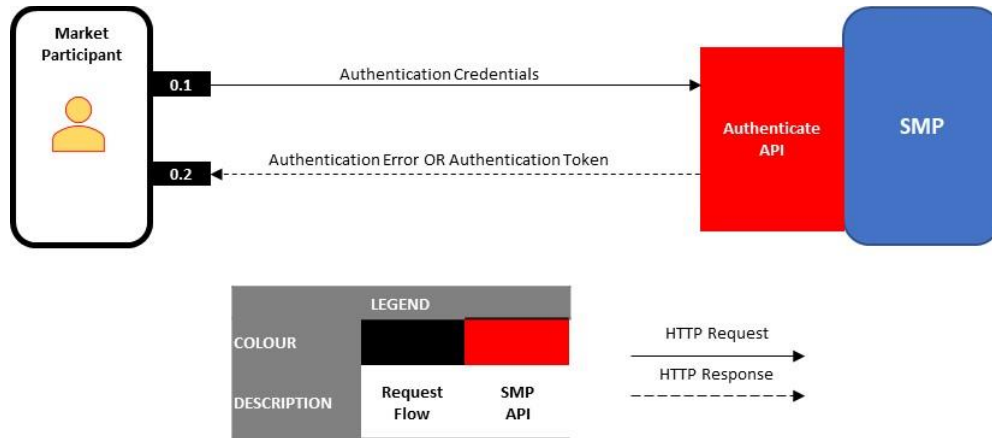 Market
Participant
0.1
Authentication Credentials
Authenticate
API
SMP
0.2
Authentication Error OR Authentication Token
LEGEND
COLOUR
DESCRIPTION
Request
Flow
SMP
API
HTTP Request
HTTP Response